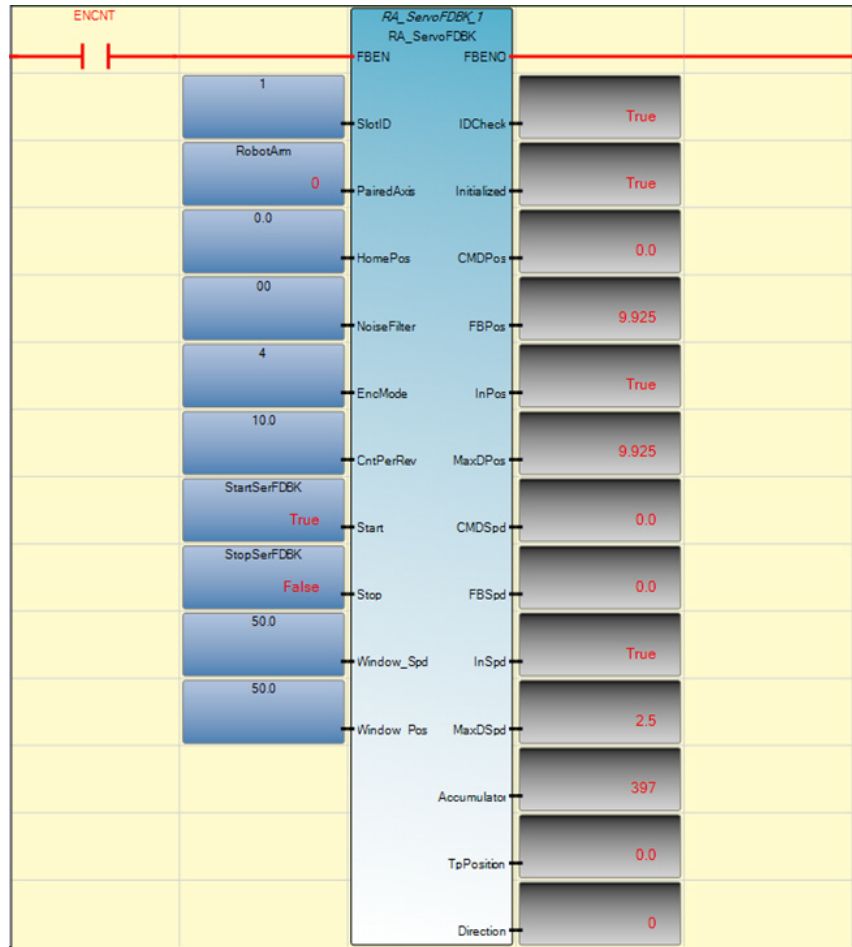 ENCNT
RA_ServoFDBK_1
RA_ServoFDBK
FBEN FBENO
1
SlotID IDCheck True
RobotArm
0 PairedAxis Initialized True
0.0
HomePos CMDPos 0.0
00
NoiseFilter FBPos 9.925
4
EncMode InPos True
10.0
CntPerRev MaxDPos 9.925
StartSerFDBK
True Start CMDSpd 0.0
StopSerFDBK
False Stop FBSpd 0.0
50.0
Window_Spd InSpd True
50.0
Window Pos MaxDSpd 2.5
Accumulator 397
TpPosition 0.0
Direction 0